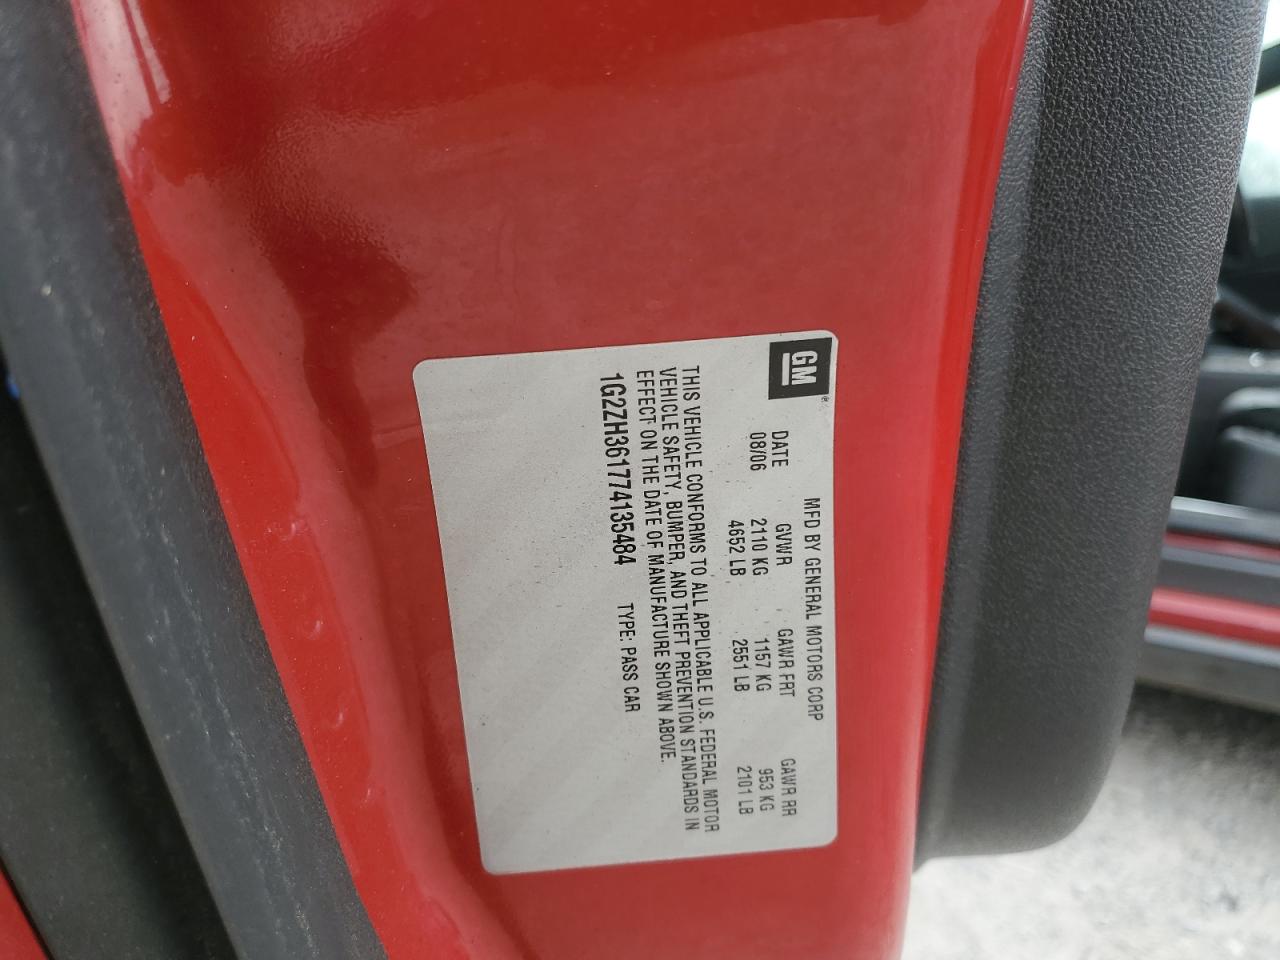 GM
MFD BY GENERAL MOTORS CORP
DATE GVWR GAWR FRT GAWR RR
08/06 2110 KG 1157 KG 953 KG
4652 LB 2551 LB 2101 LB
THIS VEHICLE CONFORMS TO ALL APPLICABLE U.S. FEDERAL MOTOR
VEHICLE SAFETY, BUMPER, AND THEFT PREVENTION STANDARDS IN
EFFECT ON THE DATE OF MANUFACTURE SHOWN ABOVE.
1G2ZH361774135484 TYPE: PASS CAR